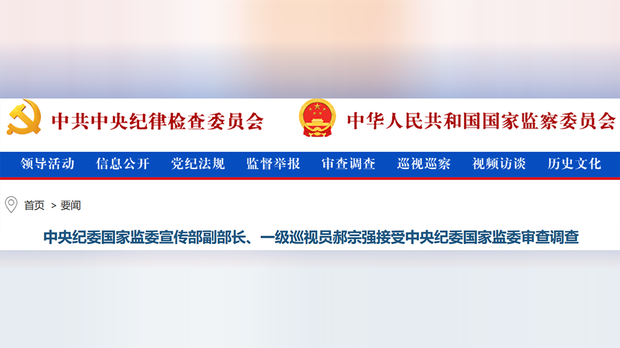 中共中央纪律检查委员会 中华人民共和国国家监察委员会
领导活动 信息公开 党纪法规 监督举报 审查调查 巡视巡察 视频访谈 历史文化
首页 > 要闻
中央纪委国家监委宣传部副部长、一级巡视员郝宗强接受中央纪委国家监委审查调查